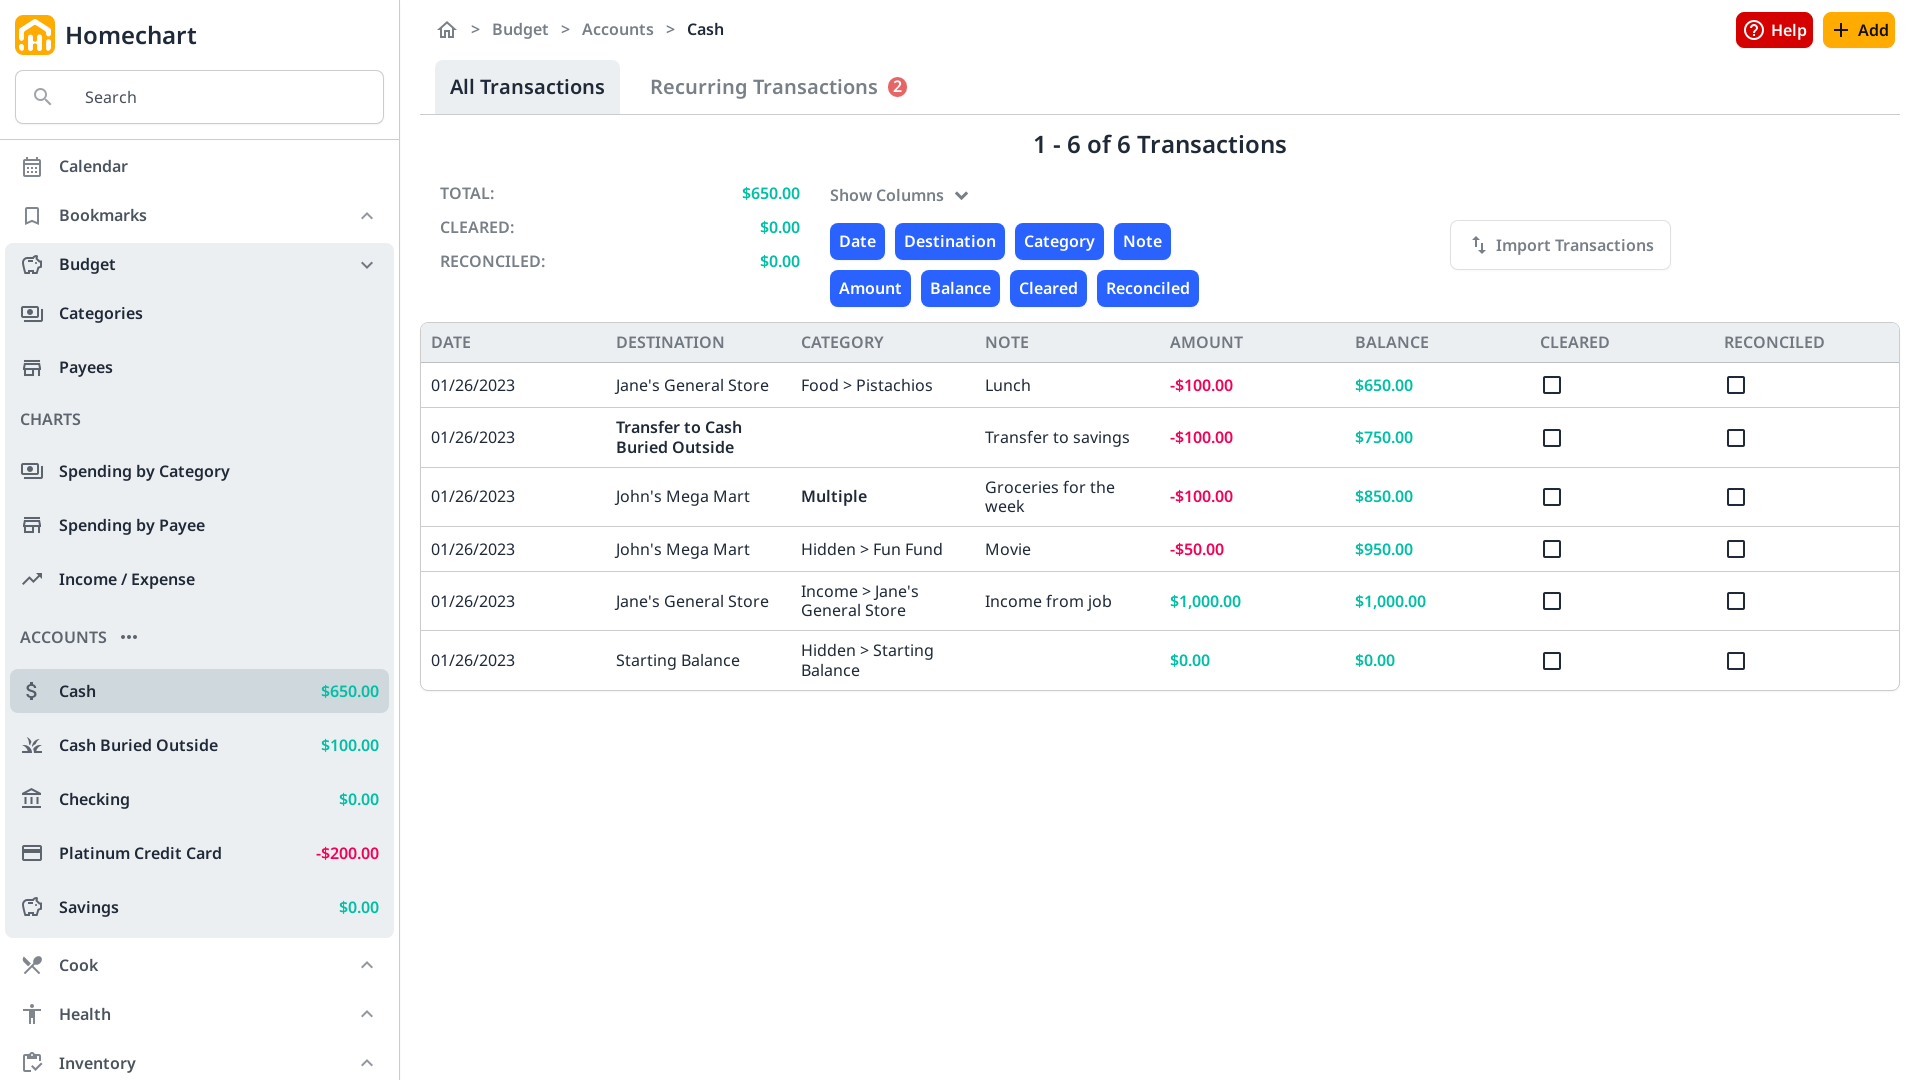 Homechart
Search
Calendar
Bookmarks
Budget
Categories
Payees
CHARTS
Spending by Category
Spending by Payee
Income / Expense
ACCOUNTS
Cash $650.00
Cash Buried Outside $100.00
Checking $0.00
Platinum Credit Card -$200.00
Savings $0.00
Cook
Health
Inventory
> Budget > Accounts > Cash
Help
Add
All Transactions
Recurring Transactions 2
1 - 6 of 6 Transactions
TOTAL: $650.00
CLEARED: $0.00
RECONCILED: $0.00
Show Columns
Date Destination Category Note
Amount Balance Cleared Reconciled
Import Transactions
DATE DESTINATION CATEGORY NOTE AMOUNT BALANCE CLEARED RECONCILED
01/26/2023 Jane's General Store Food > Pistachios Lunch -$100.00 $650.00
01/26/2023 Transfer to Cash
Buried Outside Transfer to savings -$100.00 $750.00
01/26/2023 John's Mega Mart Multiple Groceries for the
week -$100.00 $850.00
01/26/2023 John's Mega Mart Hidden > Fun Fund Movie -$50.00 $950.00
01/26/2023 Jane's General Store Income > Jane's
General Store Income from job $1,000.00 $1,000.00
01/26/2023 Starting Balance Hidden > Starting
Balance $0.00 $0.00